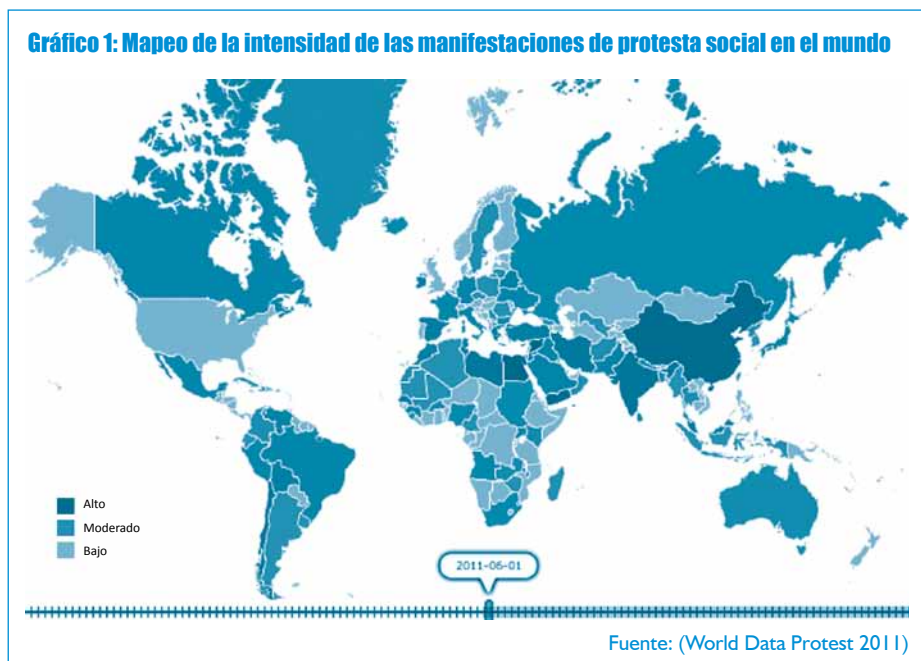 Gráfico 1: Mapeo de la intensidad de las manifestaciones de protesta social en el mundo
Alto
Moderado
Bajo
2011-06-01
Fuente: (World Data Protest 2011)